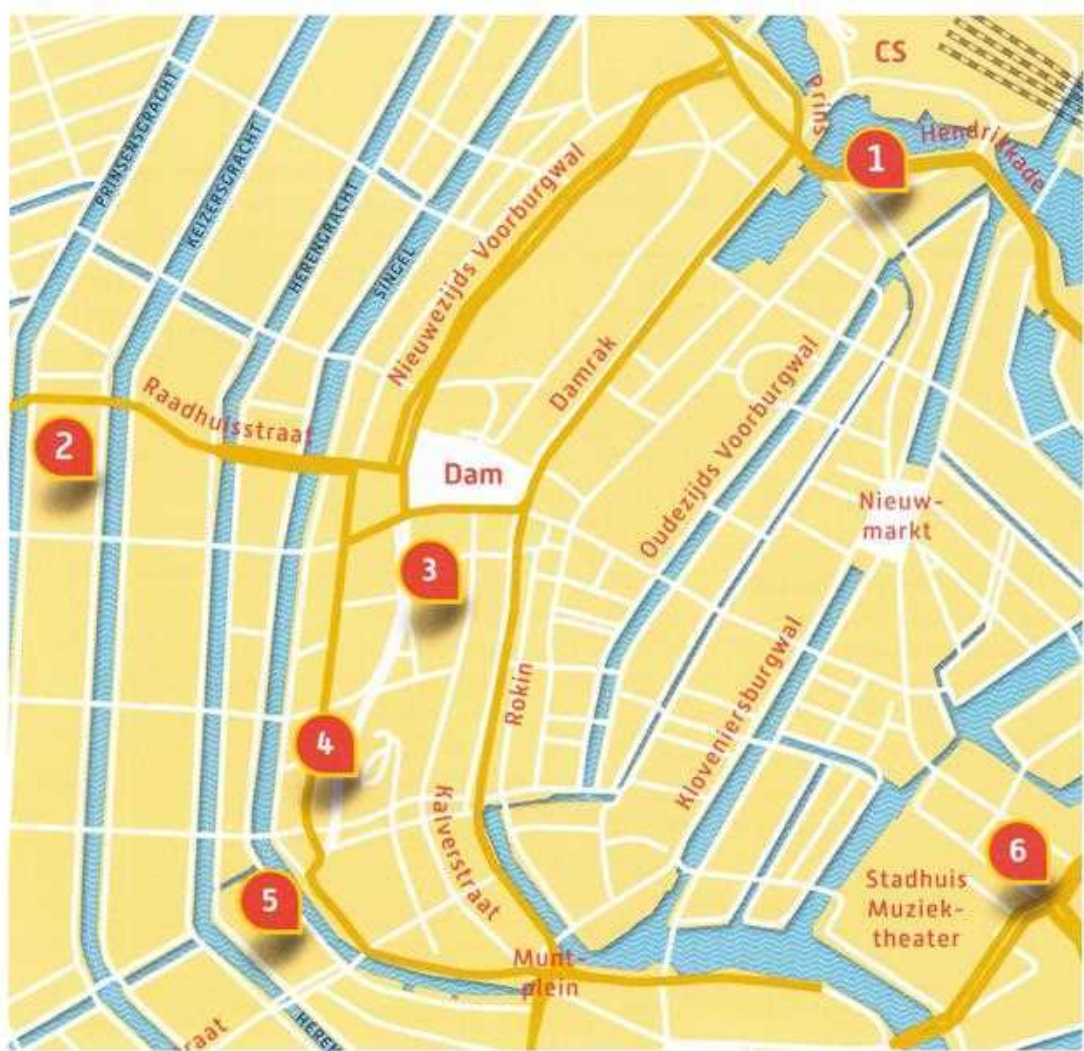 CS
Prins
Hendrikkade
1
PRINSENGRACHT
KEIZERSGRACHT
HERENGRACHT
SINGEL
Nieuwezijds Voorburgwal
Damrak
Oudezijds Voorburgwal
Raadhuisstraat
2
Dam
Nieuw-
markt
3
Rokin
Kloveniersburgwal
4
Kalverstraat
5
6
Stadhuis
Muziek-
theater
Munt-
plein
raat
HEREN